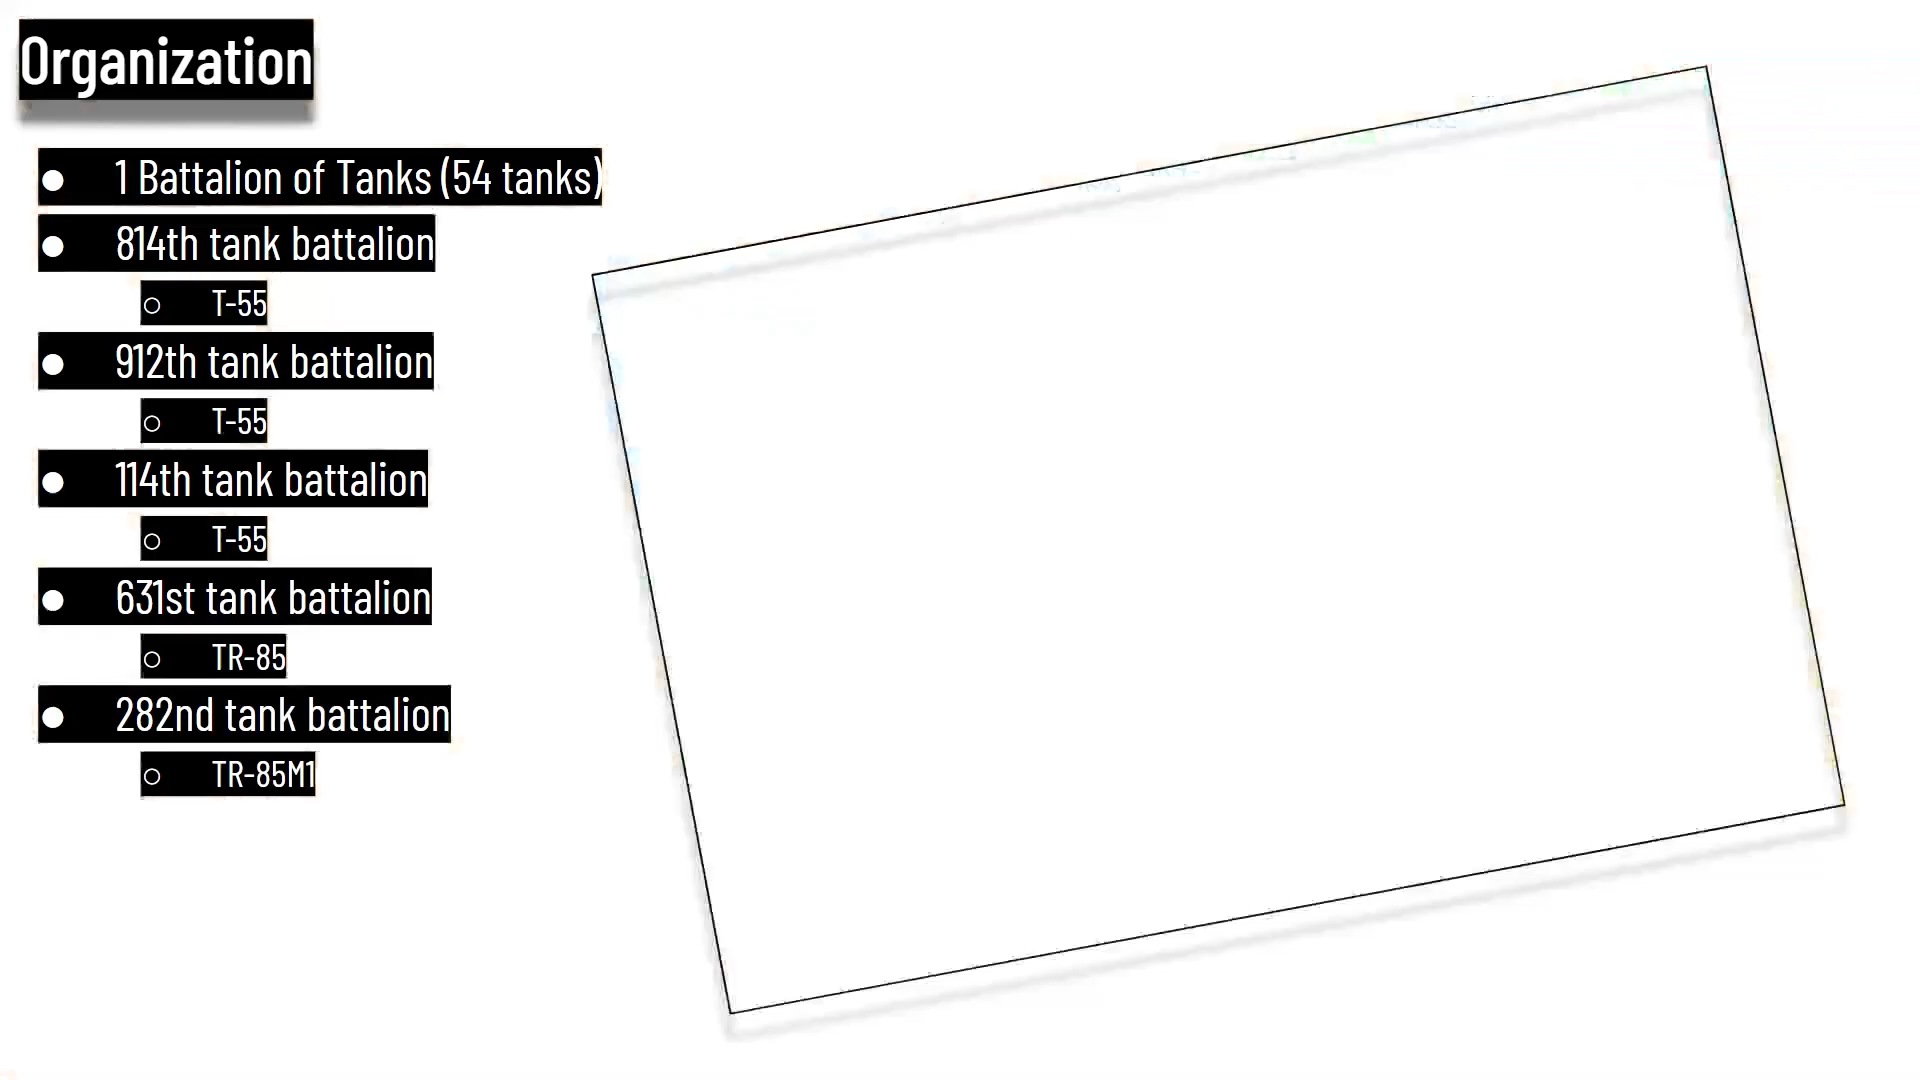 Organization
● 1 Battalion of Tanks (54 tanks)
● 814th tank battalion
○ T-55
● 912th tank battalion
○ T-55
● 114th tank battalion
○ T-55
● 631st tank battalion
○ TR-85
● 282nd tank battalion
○ TR-85M1